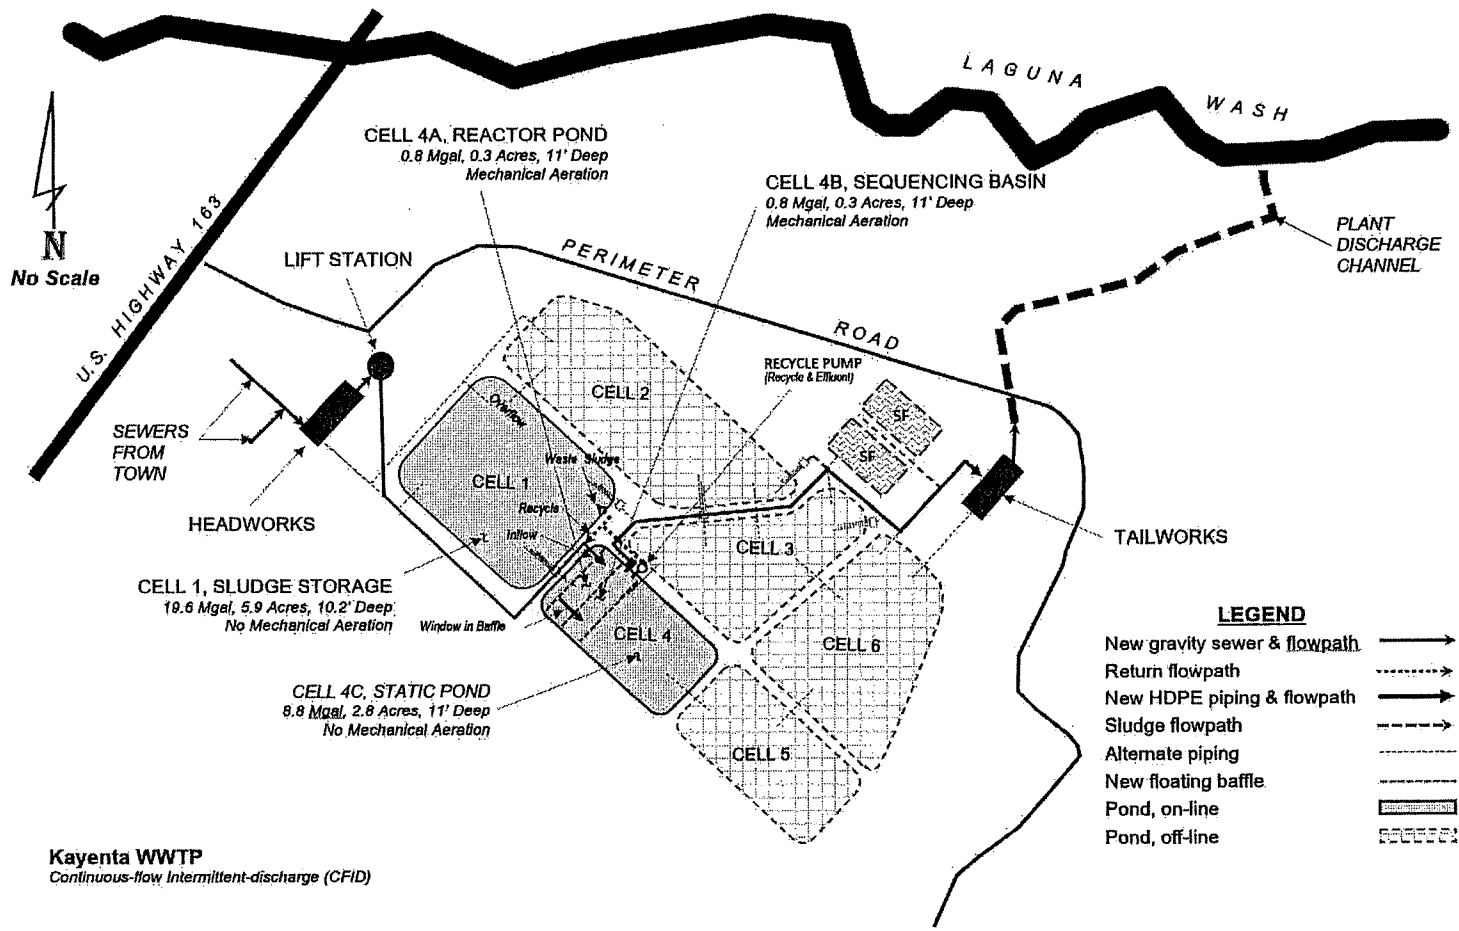 LAGUNA
WASH
CELL 4A, REACTOR POND
0.8 Mgal, 0.3 Acres, 11' Deep
Mechanical Aeration
CELL 4B, SEQUENCING BASIN
0.8 Mgal, 0.3 Acres, 11' Deep
Mechanical Aeration
PLANT
DISCHARGE
CHANNEL
N
No Scale
U.S. HIGHWAY 163
LIFT STATION
PERIMETER
ROAD
RECYCLE PUMP
(Recycle & Effluent)
CELL 2
SF
SF
Overflow
SEWERS
FROM
TOWN
Waste Sludge
CELL 1
Recycle
HEADWORKS
Inflow
CELL 3
TAILWORKS
CELL 1, SLUDGE STORAGE
19.6 Mgal, 5.9 Acres, 10.2' Deep
No Mechanical Aeration
Window in Baffle
CELL 4
CELL 6
CELL 4C, STATIC POND
8.8 Mgal, 2.8 Acres, 11' Deep
No Mechanical Aeration
CELL 5
LEGEND
New gravity sewer & flowpath
Return flowpath
New HDPE piping & flowpath
Sludge flowpath
Alternate piping
New floating baffle
Pond, on-line
Pond, off-line
Kayenta WWTP
Continuous-flow Intermittent-discharge (CFID)